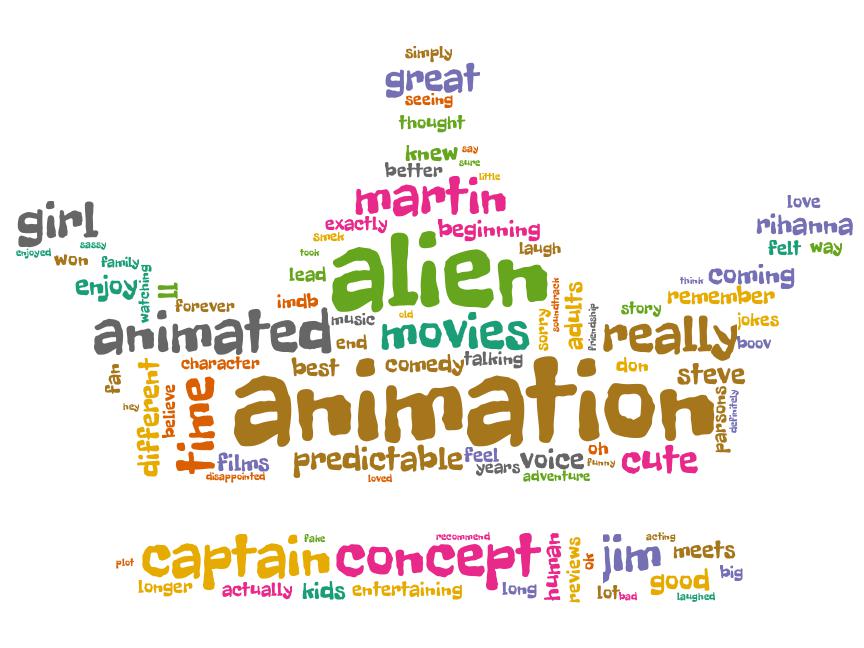 simply
great
seeing
thought
knew say
better sure
little
martin
girl
love
rihanna
exactly beginning
smek
sassy
enjoyed won family
took
alien
laugh
felt way
enjoy
watching
11
lead
think coming
forever
imdb
old
soundtrack
adults
friendship
story
remember
jokes
animated
music
end
movies
sorry
really
boov
fan
hey
different
believe
character
time
best
comedy
talking
don
steve
animation
parsons
definitely
films
disappointed
predictable
loved
feel
years
voice
oh
funny
adventure
cute
plot
captain
fake
concept
recommend
human
reviews
ok
jim
acting
meets
big
longer
actually
kids
entertaining
long
lot
bad
good
laughed